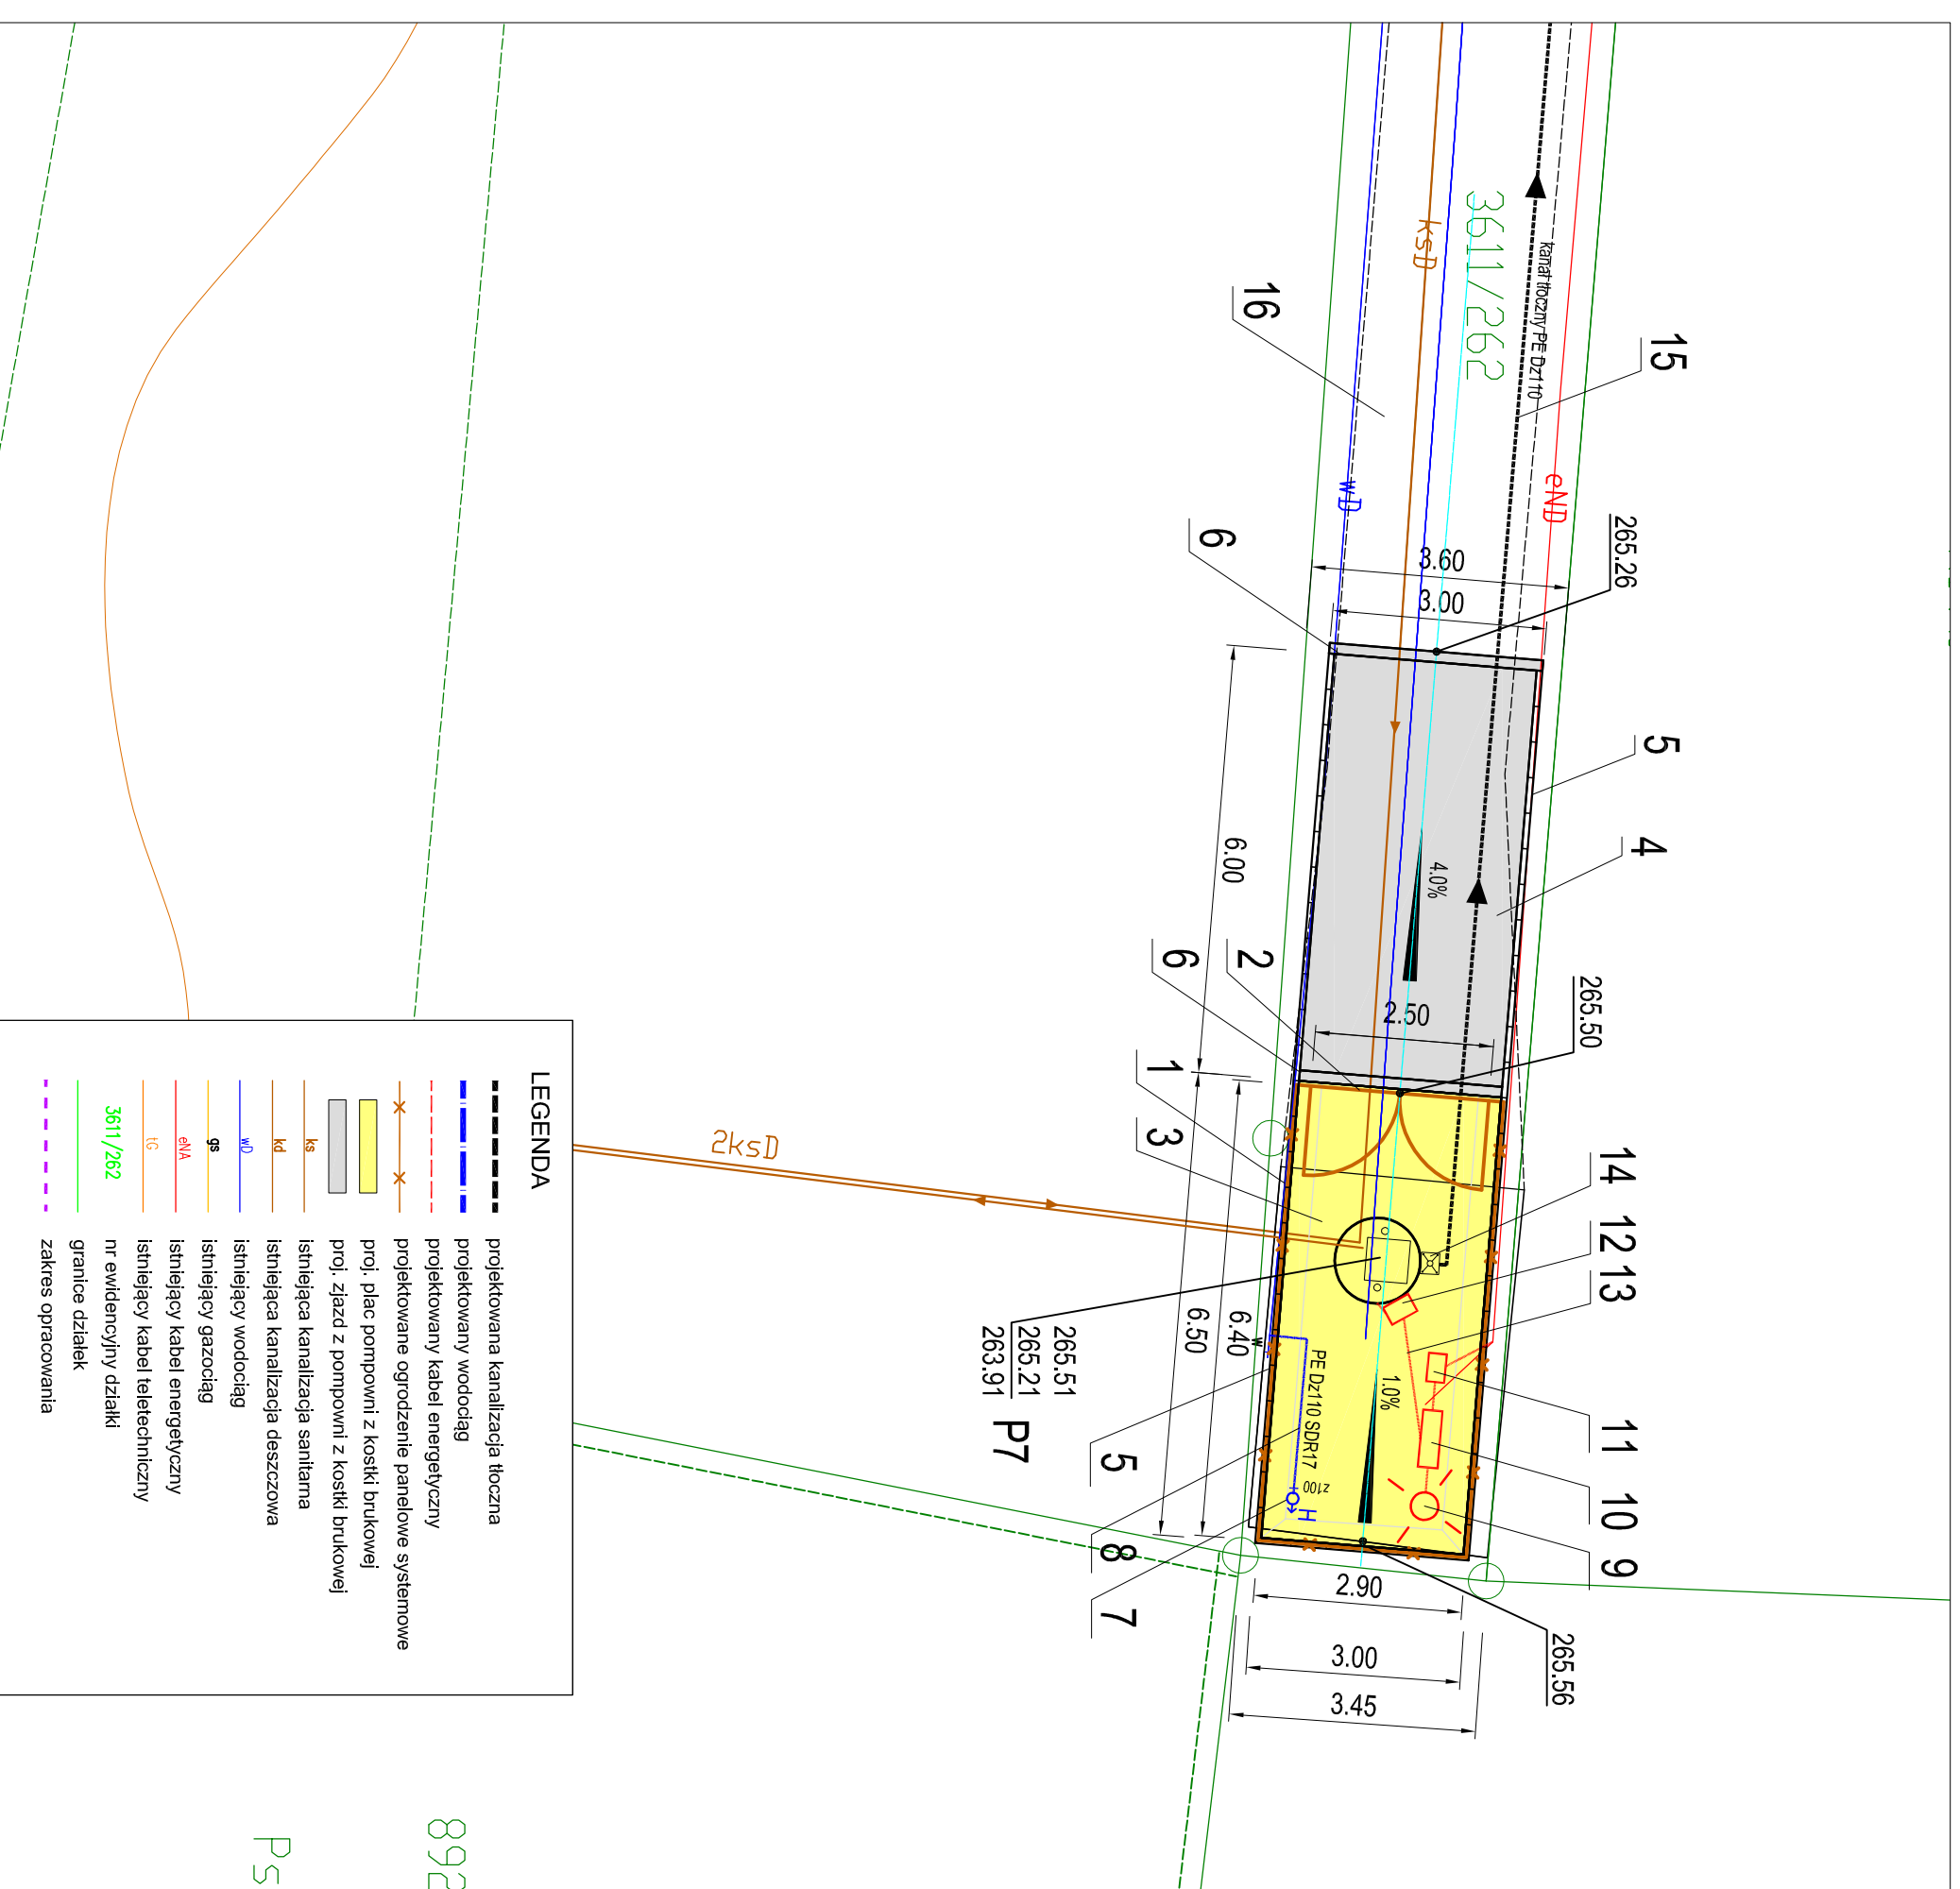 15
kanał tłoczny PE Dz110
3611/262
ksD
16
eND
wD
265.26
3.60
3.00
6
5
4
4.0%
6.00
265.50
2.50
2
6
1
3
14
12
13
11
10
9
2ksD
6.40
6.50
w
265.51
265.21
263.91
P7
PE Dz110 SDR17
1.0%
z100
H
5
8
7
2.90
3.00
3.45
265.56
LEGENDA
projektowana kanalizacja tłoczna
projektowany wodociąg
projektowany kabel energetyczny
projektowane ogrodzenie panelowe systemowe
proj. plac pompowni z kostki brukowej
proj. zjazd z pompowni z kostki brukowej
ks istniejąca kanalizacja sanitarna
kd istniejąca kanalizacja deszczowa
wD istniejący wodociąg
gs istniejący gazociąg
eNA istniejący kabel energetyczny
tG istniejący kabel teletechniczny
3611/262 nr ewidencyjny działki
granice działek
zakres opracowania
892
Ps